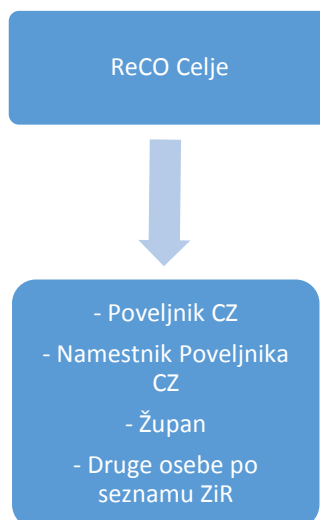 ReCO Celje
- Poveljnik CZ
- Namestnik Poveljnika
CZ
- Župan
- Druge osebe po
seznamu ZiR